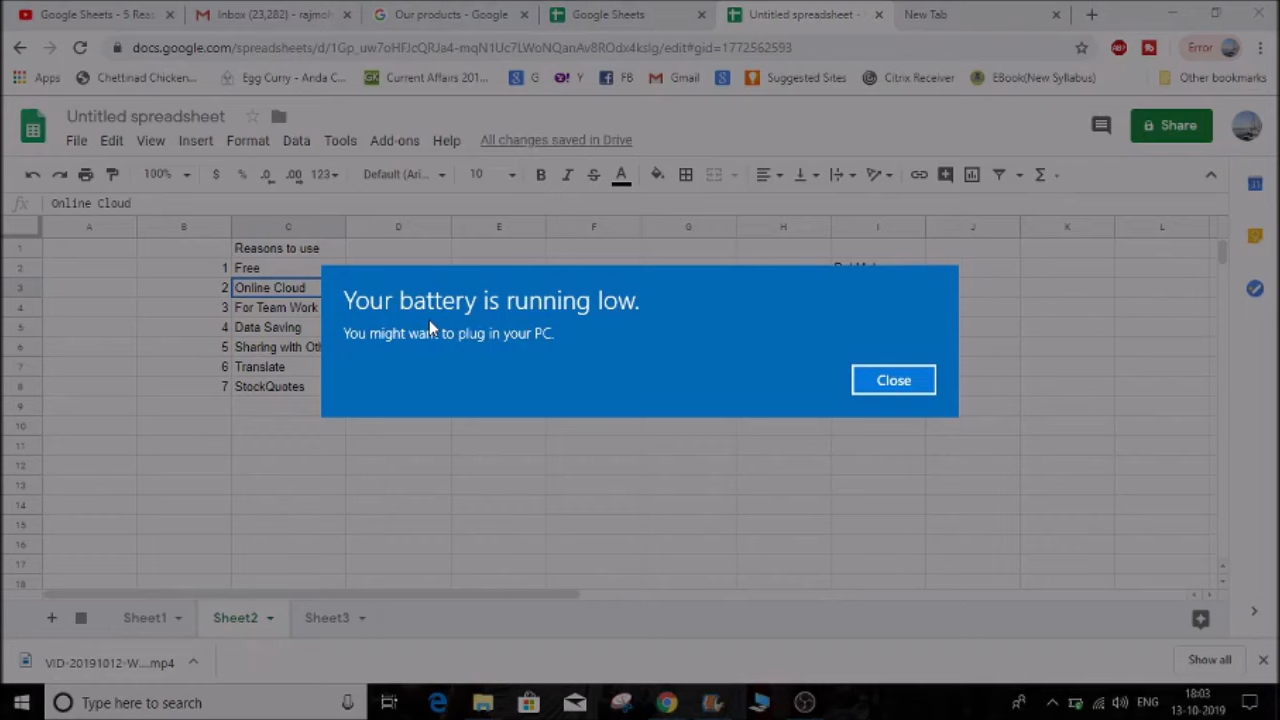 Google Sheets - 5 Reas
Inbox (23,282) - rajmoh
Our products - Google
Google Sheets
Untitled spreadsheet -
New Tab
docs.google.com/spreadsheets/d/1Gp_uw7oHFJcQRJa4-mqN1Uc7LWoNQanAv8ROdx4kslg/edit#gid=1772562593
ABP
Error
Apps
Chettinad Chicken...
Egg Curry - Anda C...
GK
Current Affairs 201...
G
Y!
FB
Gmail
Suggested Sites
Citrix Receiver
EBook(New Syllabus)
Other bookmarks
Untitled spreadsheet
File Edit View Insert Format Data Tools Add-ons Help All changes saved in Drive
Share
100% $ % .0 .00 123 Default (Ari... 10 B I S A Σ
fx Online Cloud
A B C D E F G H I J K L
1 Reasons to use
2 1 Free
3 2 Online Cloud
4 3 For Team Work
5 4 Data Saving
6 5 Sharing with Oth
7 6 Translate
8 7 StockQuotes
9
10
11
12
13
14
15
16
17
18
Your battery is running low.
You might want to plug in your PC.
Close
Sheet1 Sheet2 Sheet3
VID-20191012-W....mp4
Show all
Type here to search
ENG
18:03
13-10-2019